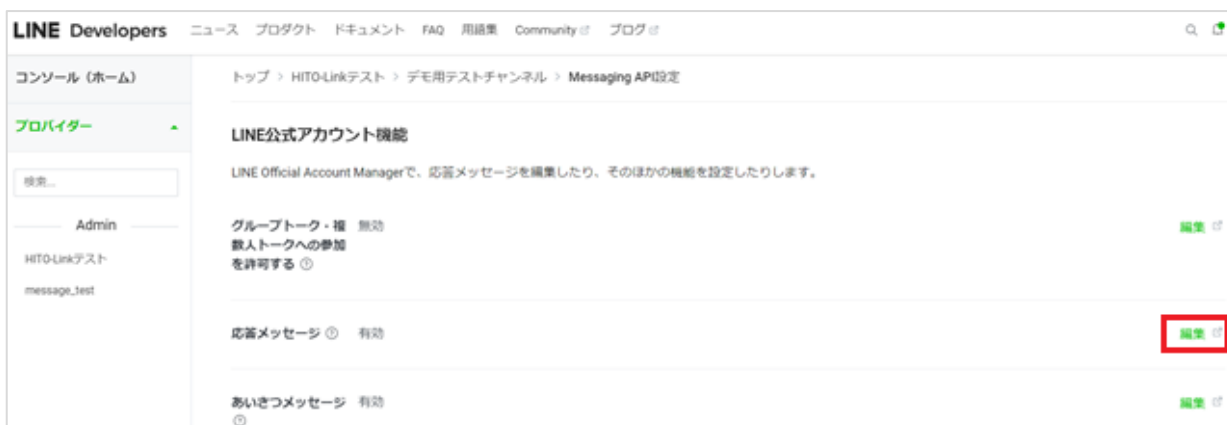 LINE Developers ニュース プロダクト ドキュメント FAQ 用語集 Community ブログ
コンソール（ホーム）
トップ > HITO-Linkテスト > デモ用テストチャンネル > Messaging API設定
プロバイダー
LINE公式アカウント機能
LINE Official Account Managerで、応答メッセージを編集したり、そのほかの機能を設定したりします。
検索...
Admin
HITO-Linkテスト
message_test
グループトーク・複 無効 編集
数人トークへの参加
を許可する
応答メッセージ 有効 編集
あいさつメッセージ 有効 編集